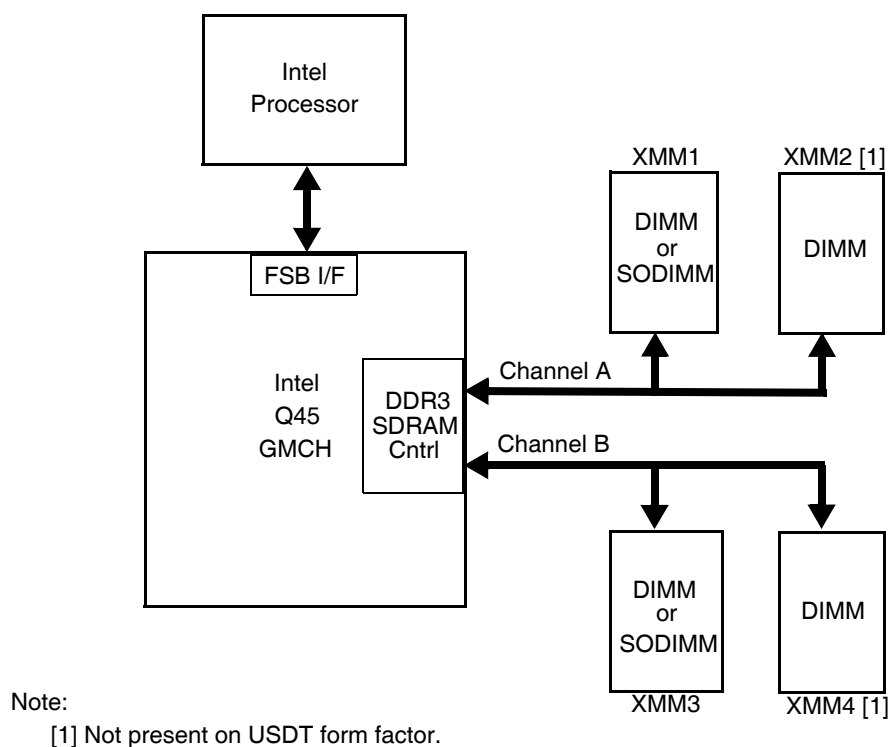 Intel
Processor
XMM1
XMM2 [1]
DIMM
or
SODIMM
DIMM
FSB I/F
Intel
Q45
GMCH
DDR3
SDRAM
Cntrl
Channel A
Channel B
DIMM
or
SODIMM
DIMM
XMM3
XMM4 [1]
Note:
[1] Not present on USDT form factor.